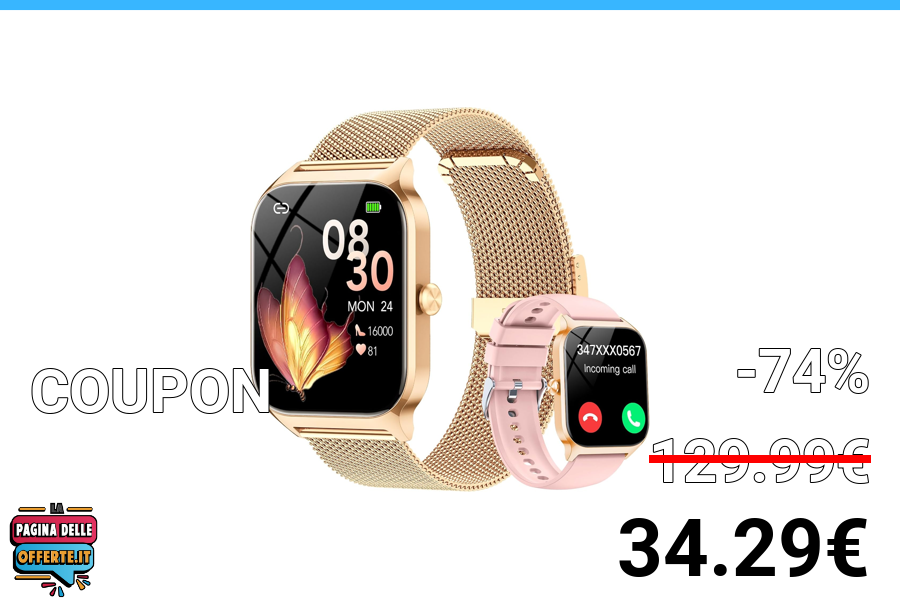 08
30
MON 24
16000
81
347XXX0567
Incoming call
COUPON
-74%
129.99€
34.29€
LA
PAGINA DELLE
OFFERTE.IT